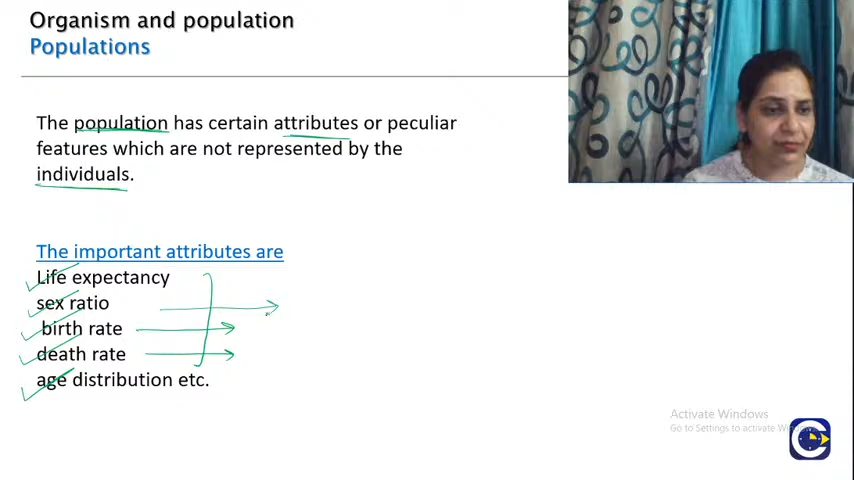 Organism and population
Populations
The population has certain attributes or peculiar
features which are not represented by the
individuals.
The important attributes are
Life expectancy
sex ratio
birth rate
death rate
age distribution etc.
Activate Windows
Go to Settings to activate